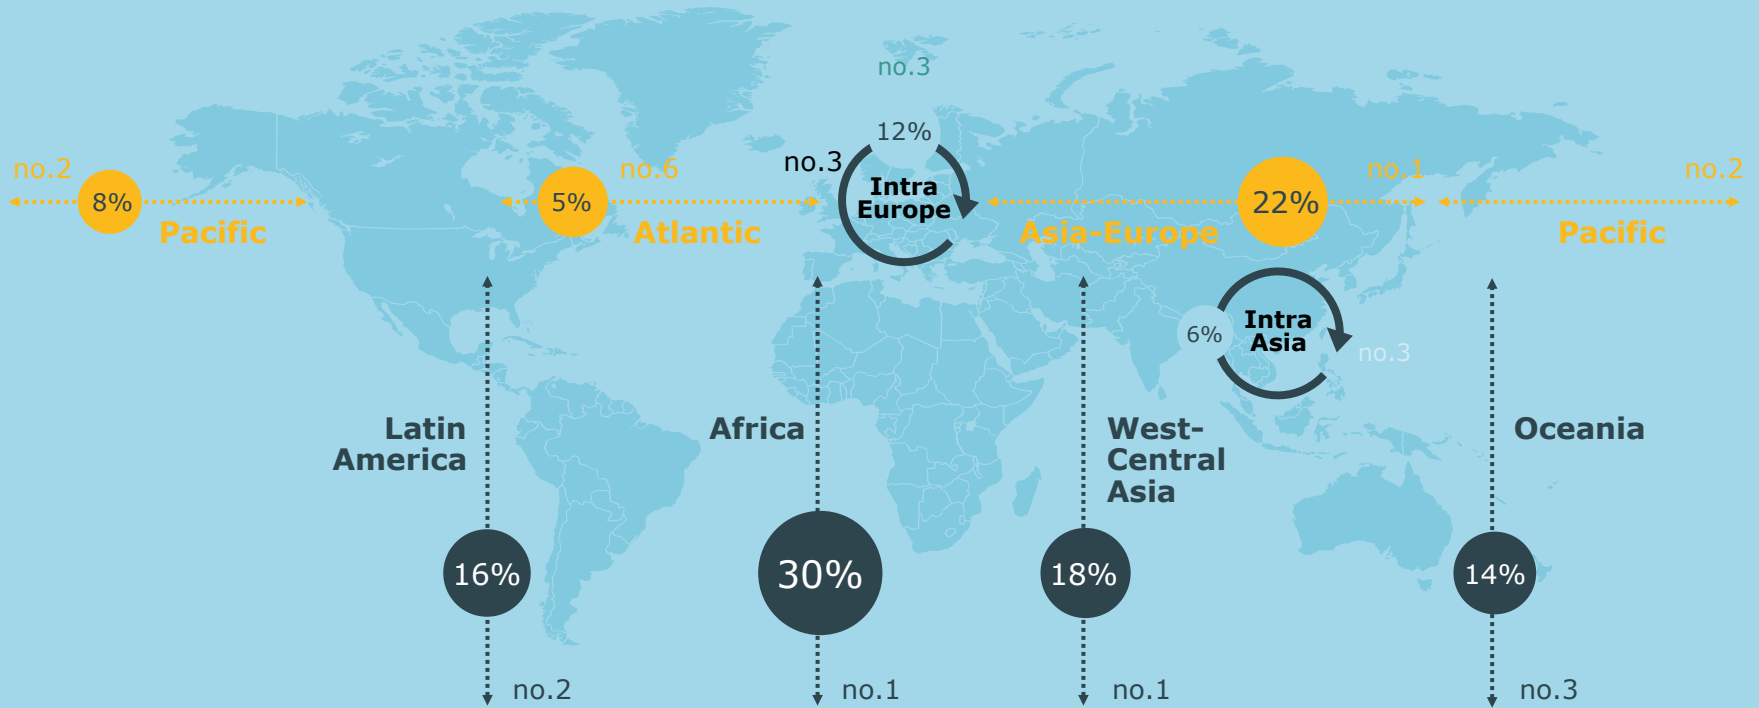 no.3
12%
no.3
Intra
Europe
no.2
8%
Pacific
no.6
5%
Atlantic
no.1
22%
Asia-Europe
no.2
Pacific
6%
Intra
Asia
no.3
Latin
America
16%
no.2
Africa
30%
no.1
West-
Central
Asia
18%
no.1
Oceania
14%
no.3